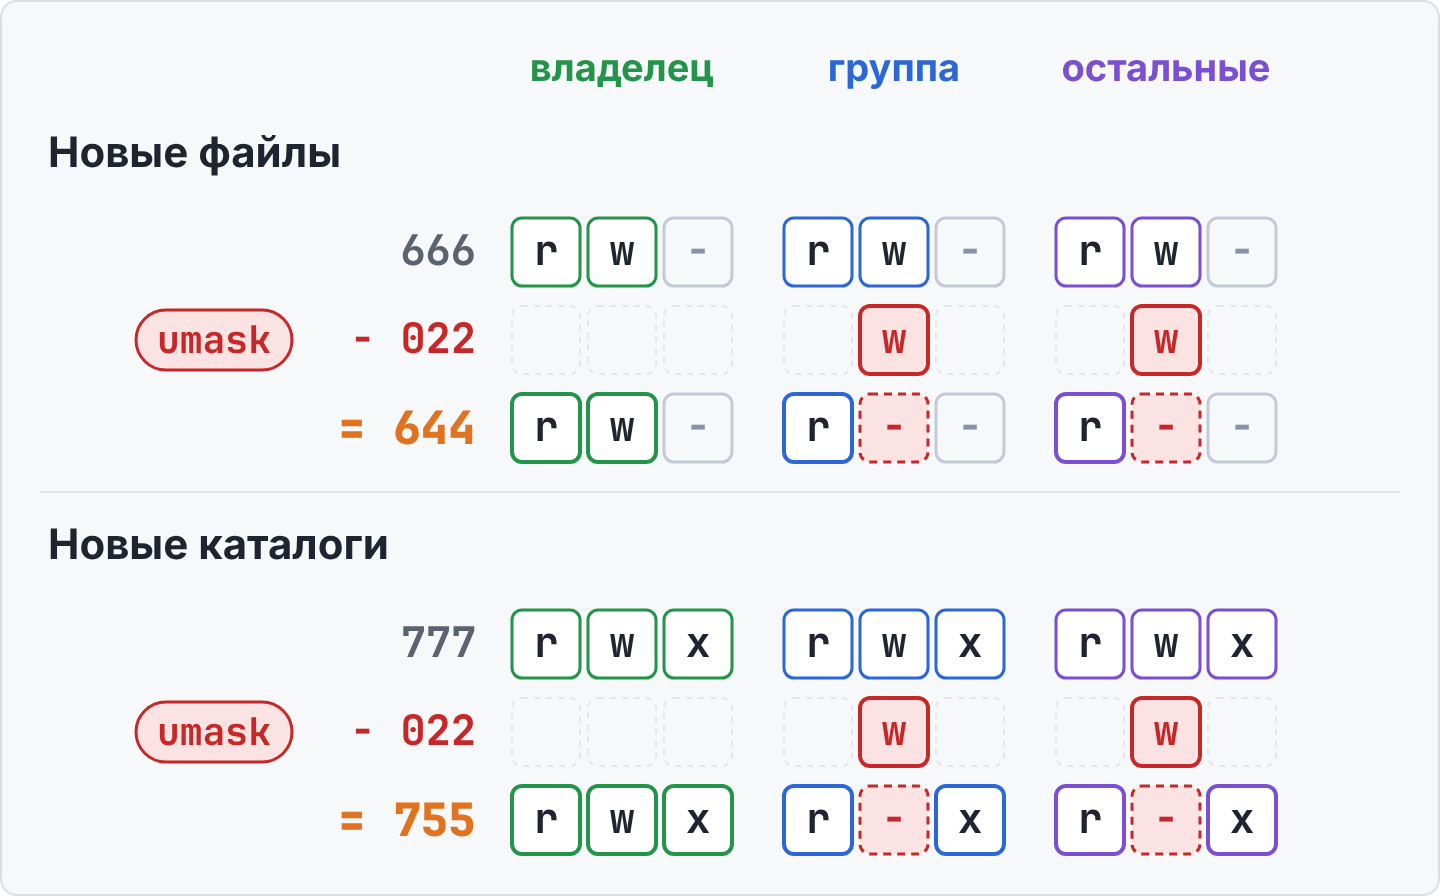 владелец группа остальные
Новые файлы
666 r w - r w - r w -
umask - 022 w w
= 644 r w - r - - r - -
Новые каталоги
777 r w x r w x r w x
umask - 022 w w
= 755 r w x r - x r - x